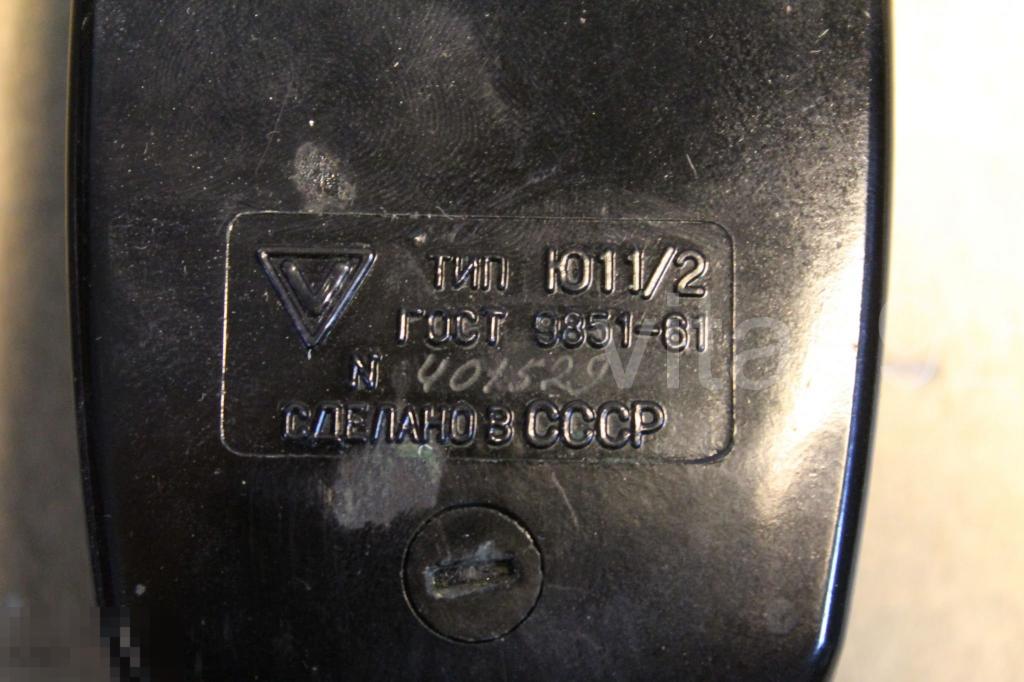 ТИП Ю11/2
ГОСТ 9851-61
N 401529
СДЕЛАНО В СССР